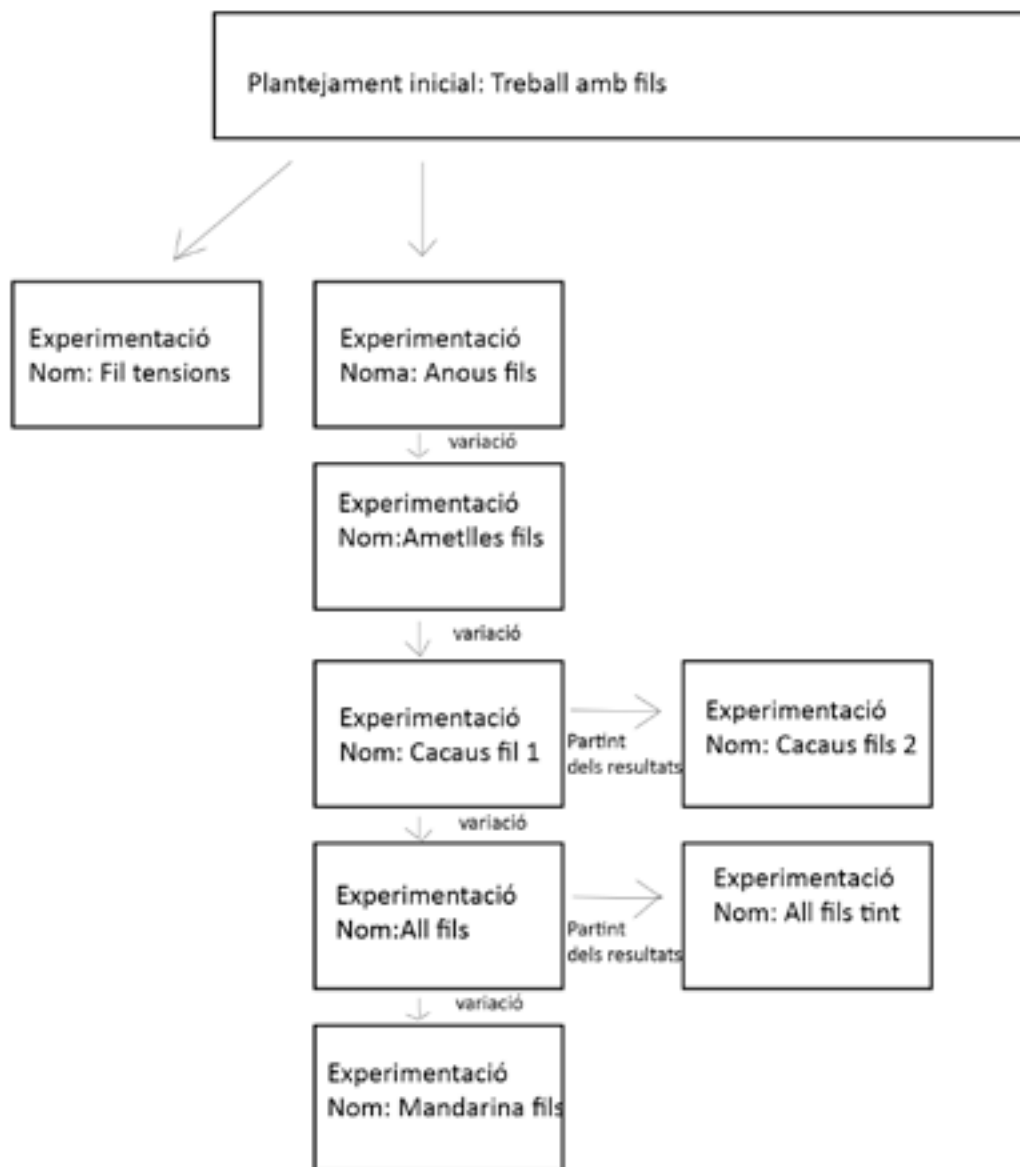 Plantejament inicial: Treball amb fils
Experimentació
Nom: Fil tensions
Experimentació
Noma: Anous fils
variació
Experimentació
Nom:Ametlles fils
variació
Experimentació
Nom: Cacaus fil 1
Partint
dels resultats
Experimentació
Nom: Cacaus fils 2
variació
Experimentació
Nom:All fils
Partint
dels resultats
Experimentació
Nom: All fils tint
variació
Experimentació
Nom: Mandarina fils